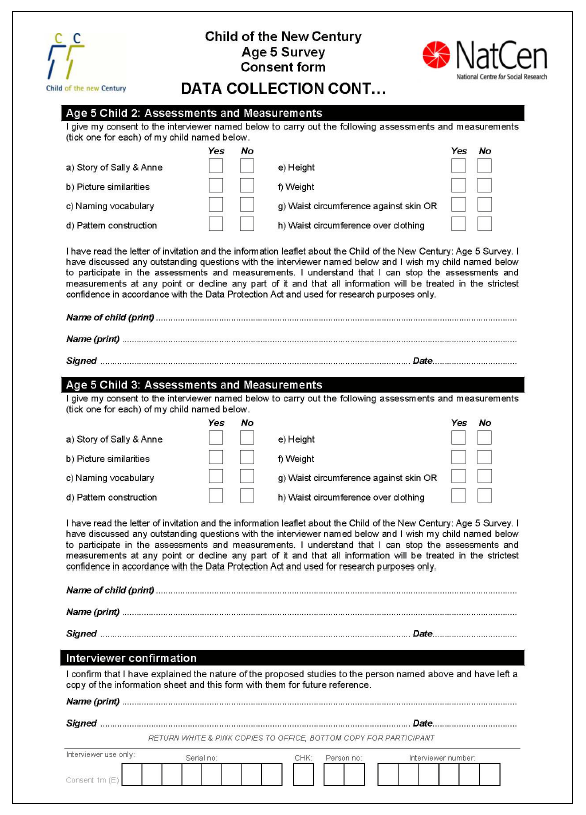 C C
Child of the new Century
Child of the New Century
Age 5 Survey
Consent form
DATA COLLECTION CONT...
NatCen
National Centre for Social Research
Age 5 Child 2: Assessments and Measurements
I give my consent to the interviewer named below to carry out the following assessments and measurements
(tick one for each) of my child named below.
Yes No Yes No
a) Story of Sally & Anne e) Height
b) Picture similarities f) Weight
c) Naming vocabulary g) Waist circumference against skin OR
d) Pattern construction h) Waist circumference over clothing
I have read the letter of invitation and the information leaflet about the Child of the New Century: Age 5 Survey. I
have discussed any outstanding questions with the interviewer named below and I wish my child named below
to participate in the assessments and measurements. I understand that I can stop the assessments and
measurements at any point or decline any part of it and that all information will be treated in the strictest
confidence in accordance with the Data Protection Act and used for research purposes only.
Name of child (print)
Name (print)
Signed Date
Age 5 Child 3: Assessments and Measurements
I give my consent to the interviewer named below to carry out the following assessments and measurements
(tick one for each) of my child named below.
Yes No Yes No
a) Story of Sally & Anne e) Height
b) Picture similarities f) Weight
c) Naming vocabulary g) Waist circumference against skin OR
d) Pattern construction h) Waist circumference over clothing
I have read the letter of invitation and the information leaflet about the Child of the New Century: Age 5 Survey. I
have discussed any outstanding questions with the interviewer named below and I wish my child named below
to participate in the assessments and measurements. I understand that I can stop the assessments and
measurements at any point or decline any part of it and that all information will be treated in the strictest
confidence in accordance with the Data Protection Act and used for research purposes only.
Name of child (print)
Name (print)
Signed Date
Interviewer confirmation
I confirm that I have explained the nature of the proposed studies to the person named above and have left a
copy of the information sheet and this form with them for future reference.
Name (print)
Signed Date
RETURN WHITE & PINK COPIES TO OFFICE, BOTTOM COPY FOR PARTICIPANT
Interviewer use only: Serial no: CHK: Person no: Interviewer number:
Consent 1m (E)